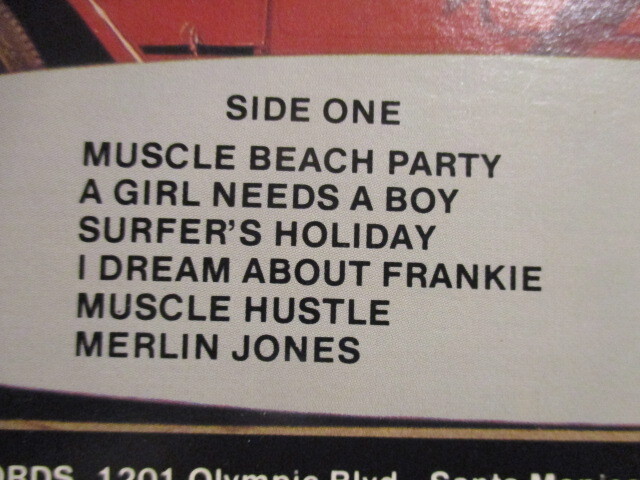 SIDE ONE
MUSCLE BEACH PARTY
A GIRL NEEDS A BOY
SURFER'S HOLIDAY
I DREAM ABOUT FRANKIE
MUSCLE HUSTLE
MERLIN JONES
1201 Olympic Blvd. Santa